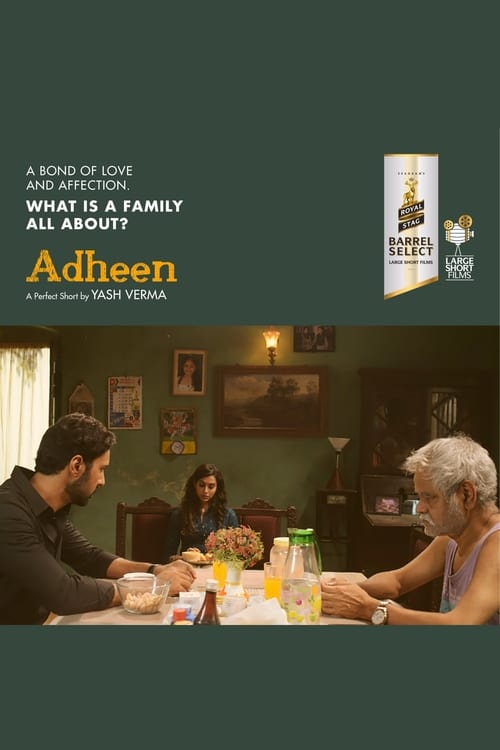 A BOND OF LOVE
AND AFFECTION.
WHAT IS A FAMILY
ALL ABOUT?
Adheen
A Perfect Short by YASH VERMA
SEAGRAM'S
ROYAL
STAG
BARREL
SELECT
LARGE SHORT FILMS
LARGE
SHORT
FILMS